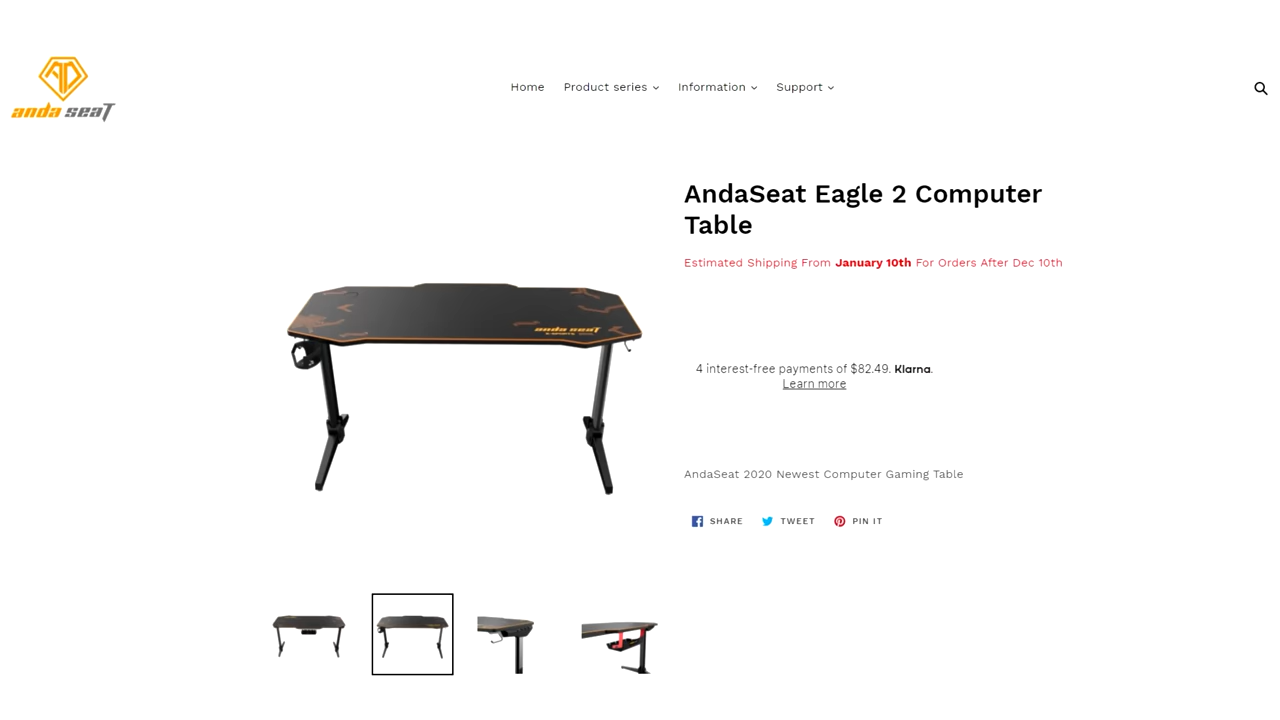 anda seaT
Home
Product series
Information
Support
AndaSeat Eagle 2 Computer
Table
Estimated Shipping From January 10th For Orders After Dec 10th
anda seaT
4 interest-free payments of $82.49. Klarna.
Learn more
AndaSeat 2020 Newest Computer Gaming Table
SHARE
TWEET
PIN IT